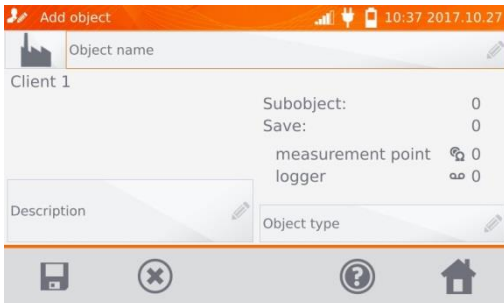 Add object
10:37 2017.10.27
Object name
Client 1
Subobject: 0
Save: 0
measurement point 0
logger 0
Description
Object type